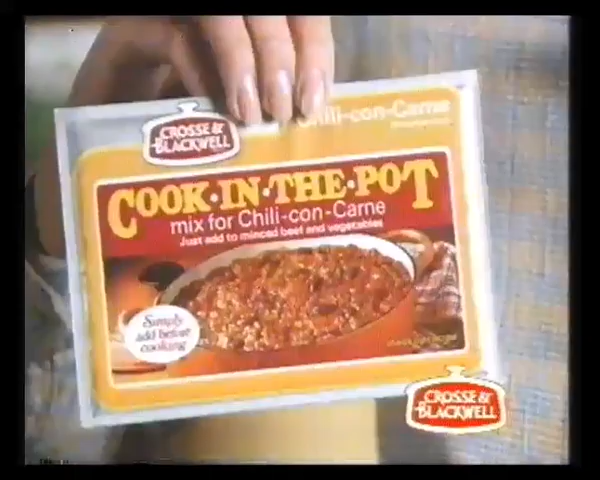 Chili-con-Carne
CROSSE &
BLACKWELL
COOK·IN·THE·POT
mix for Chili-con-Carne
Just add to minced beef and vegetables
Simply
add before
cooking
CROSSE &
BLACKWELL